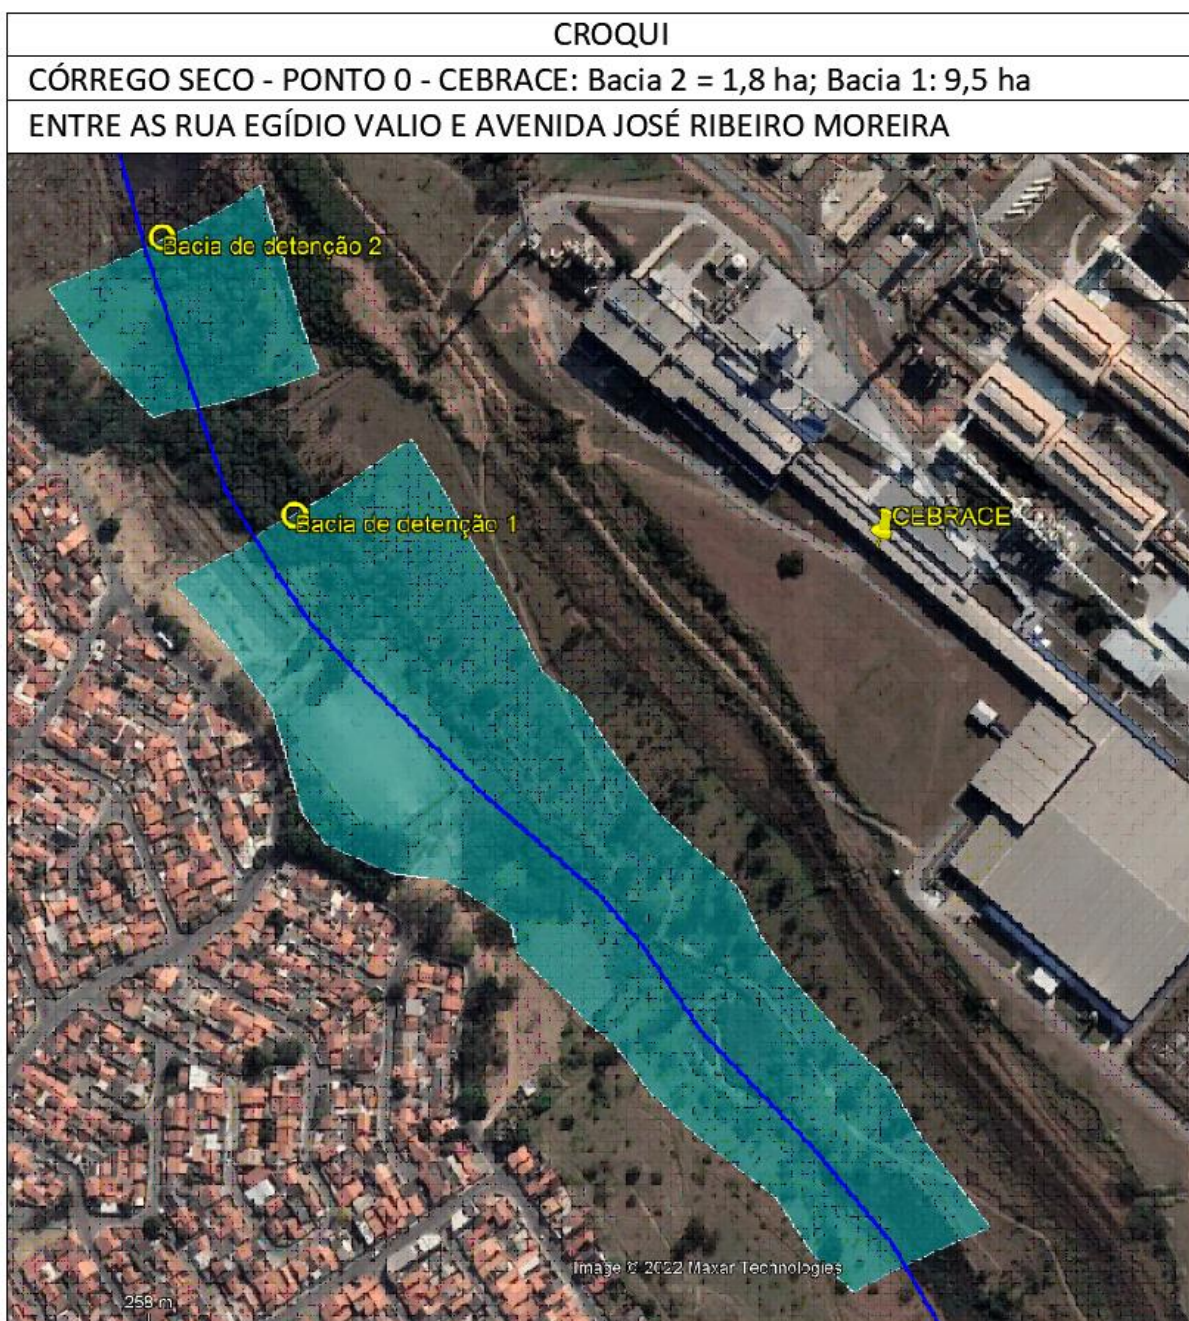 CROQUI
CÓRREGO SECO - PONTO 0 - CEBRACE: Bacia 2 = 1,8 ha; Bacia 1: 9,5 ha
ENTRE AS RUA EGÍDIO VALIO E AVENIDA JOSÉ RIBEIRO MOREIRA
Bacia de detenção 2
Bacia de detenção 1
CEBRACE
Image © 2022 Maxar Technologies
258 m